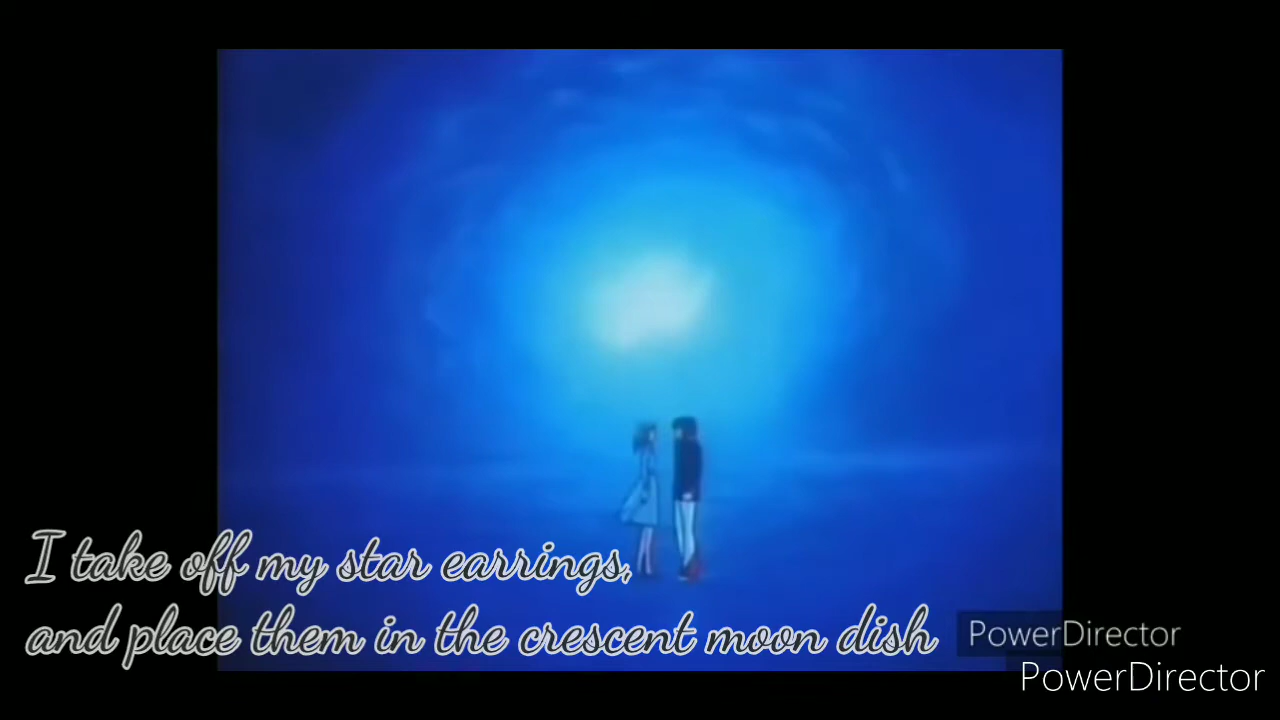 I take off my star earrings,
and place them in the crescent moon dish
PowerDirector
PowerDirector